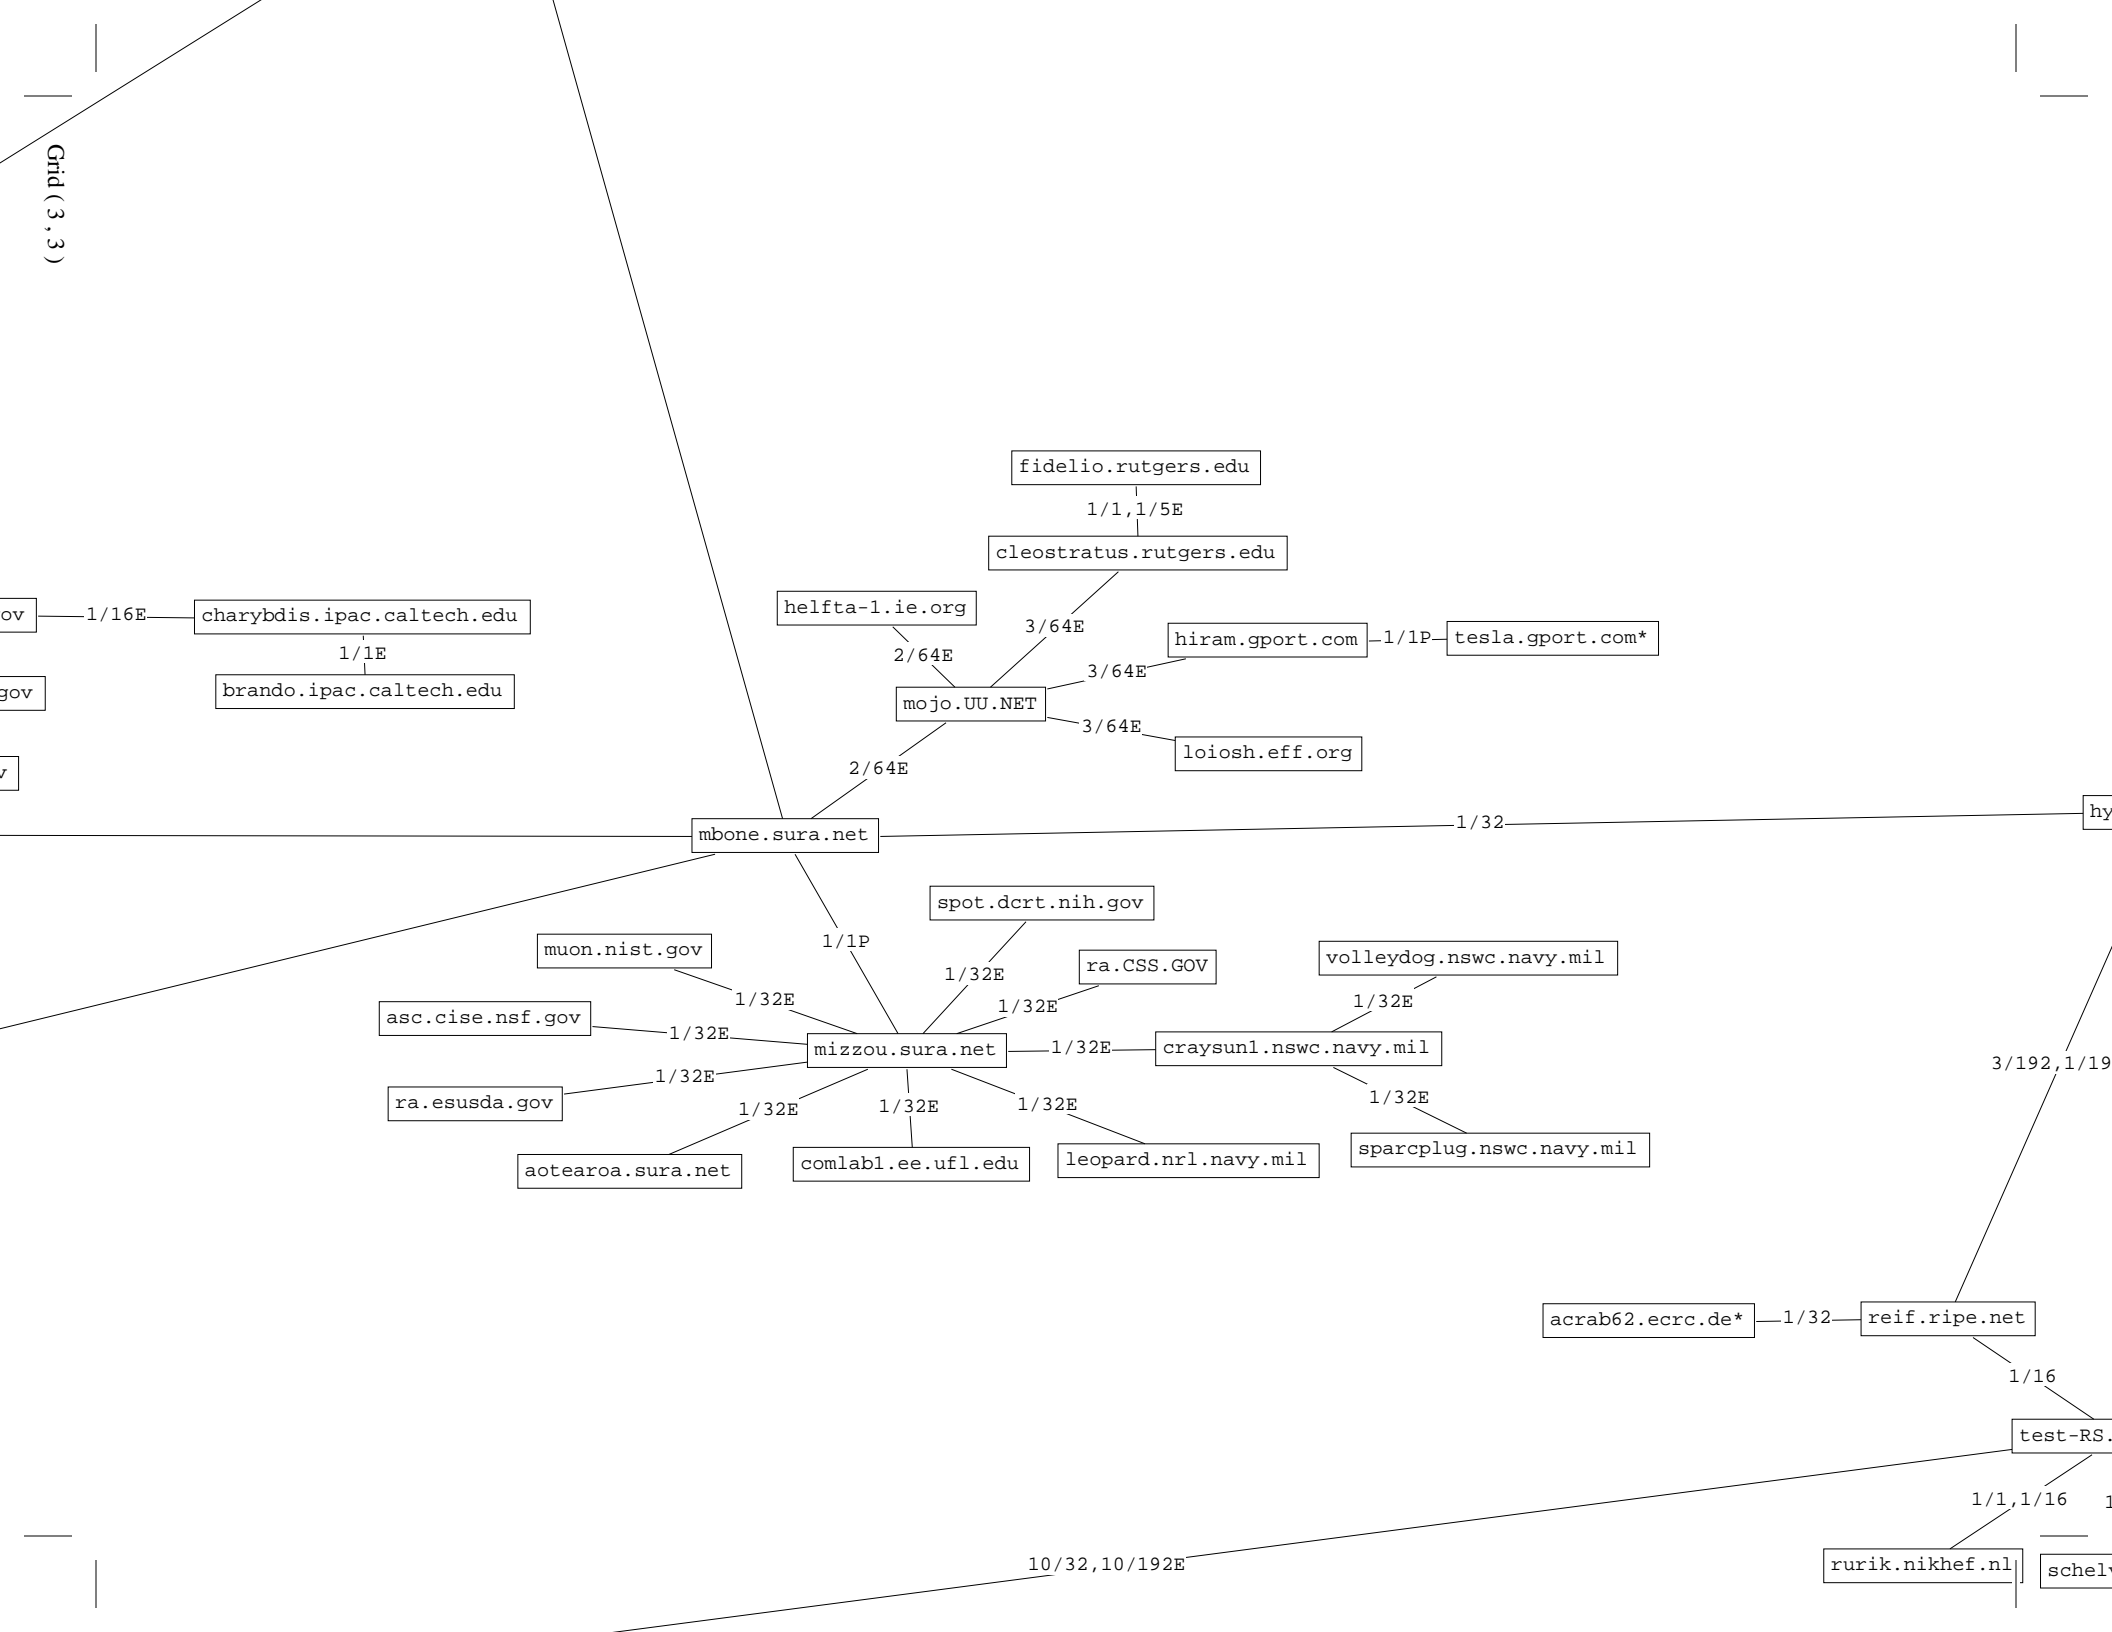 Grid ( 3 , 3 )
fidelio.rutgers.edu
1/1,1/5E
cleostratus.rutgers.edu
helfta-1.ie.org
ov
1/16E
charybdis.ipac.caltech.edu
3/64E
hiram.gport.com
1/1P
tesla.gport.com*
1/1E
2/64E
3/64E
gov
brando.ipac.caltech.edu
mojo.UU.NET
3/64E
loiosh.eff.org
v
2/64E
hy
mbone.sura.net
1/32
spot.dcrt.nih.gov
muon.nist.gov
1/1P
ra.CSS.GOV
volleydog.nswc.navy.mil
1/32E
1/32E
1/32E
1/32E
asc.cise.nsf.gov
1/32E
mizzou.sura.net
1/32E
craysun1.nswc.navy.mil
3/192,1/19
1/32E
ra.esusda.gov
1/32E
1/32E
1/32E
1/32E
aotearoa.sura.net
comlab1.ee.ufl.edu
leopard.nrl.navy.mil
sparcplug.nswc.navy.mil
acrab62.ecrc.de*
1/32
reif.ripe.net
1/16
test-RS.
1/1,1/16
1
10/32,10/192E
rurik.nikhef.nl
schelv